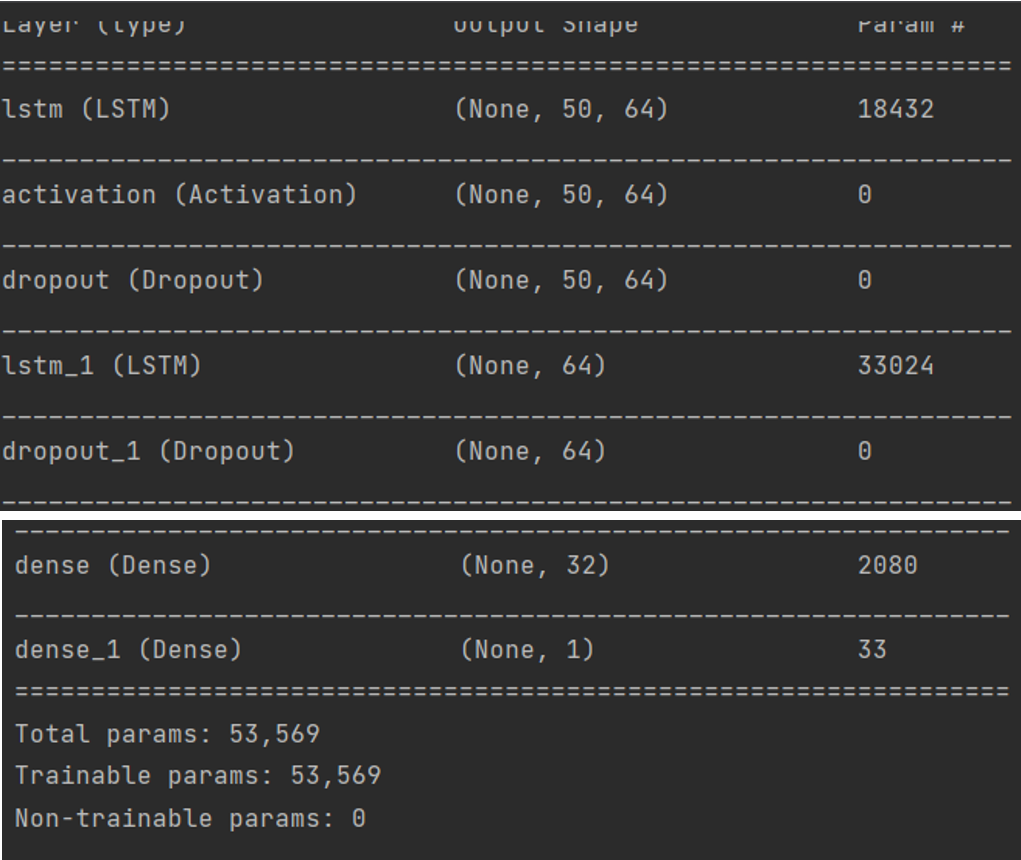 Layer (type) Output Shape Param #
=================================================================
lstm (LSTM) (None, 50, 64) 18432
_________________________________________________________________
activation (Activation) (None, 50, 64) 0
_________________________________________________________________
dropout (Dropout) (None, 50, 64) 0
_________________________________________________________________
lstm_1 (LSTM) (None, 64) 33024
_________________________________________________________________
dropout_1 (Dropout) (None, 64) 0
_________________________________________________________________
_________________________________________________________________
dense (Dense) (None, 32) 2080
_________________________________________________________________
dense_1 (Dense) (None, 1) 33
=================================================================
Total params: 53,569
Trainable params: 53,569
Non-trainable params: 0